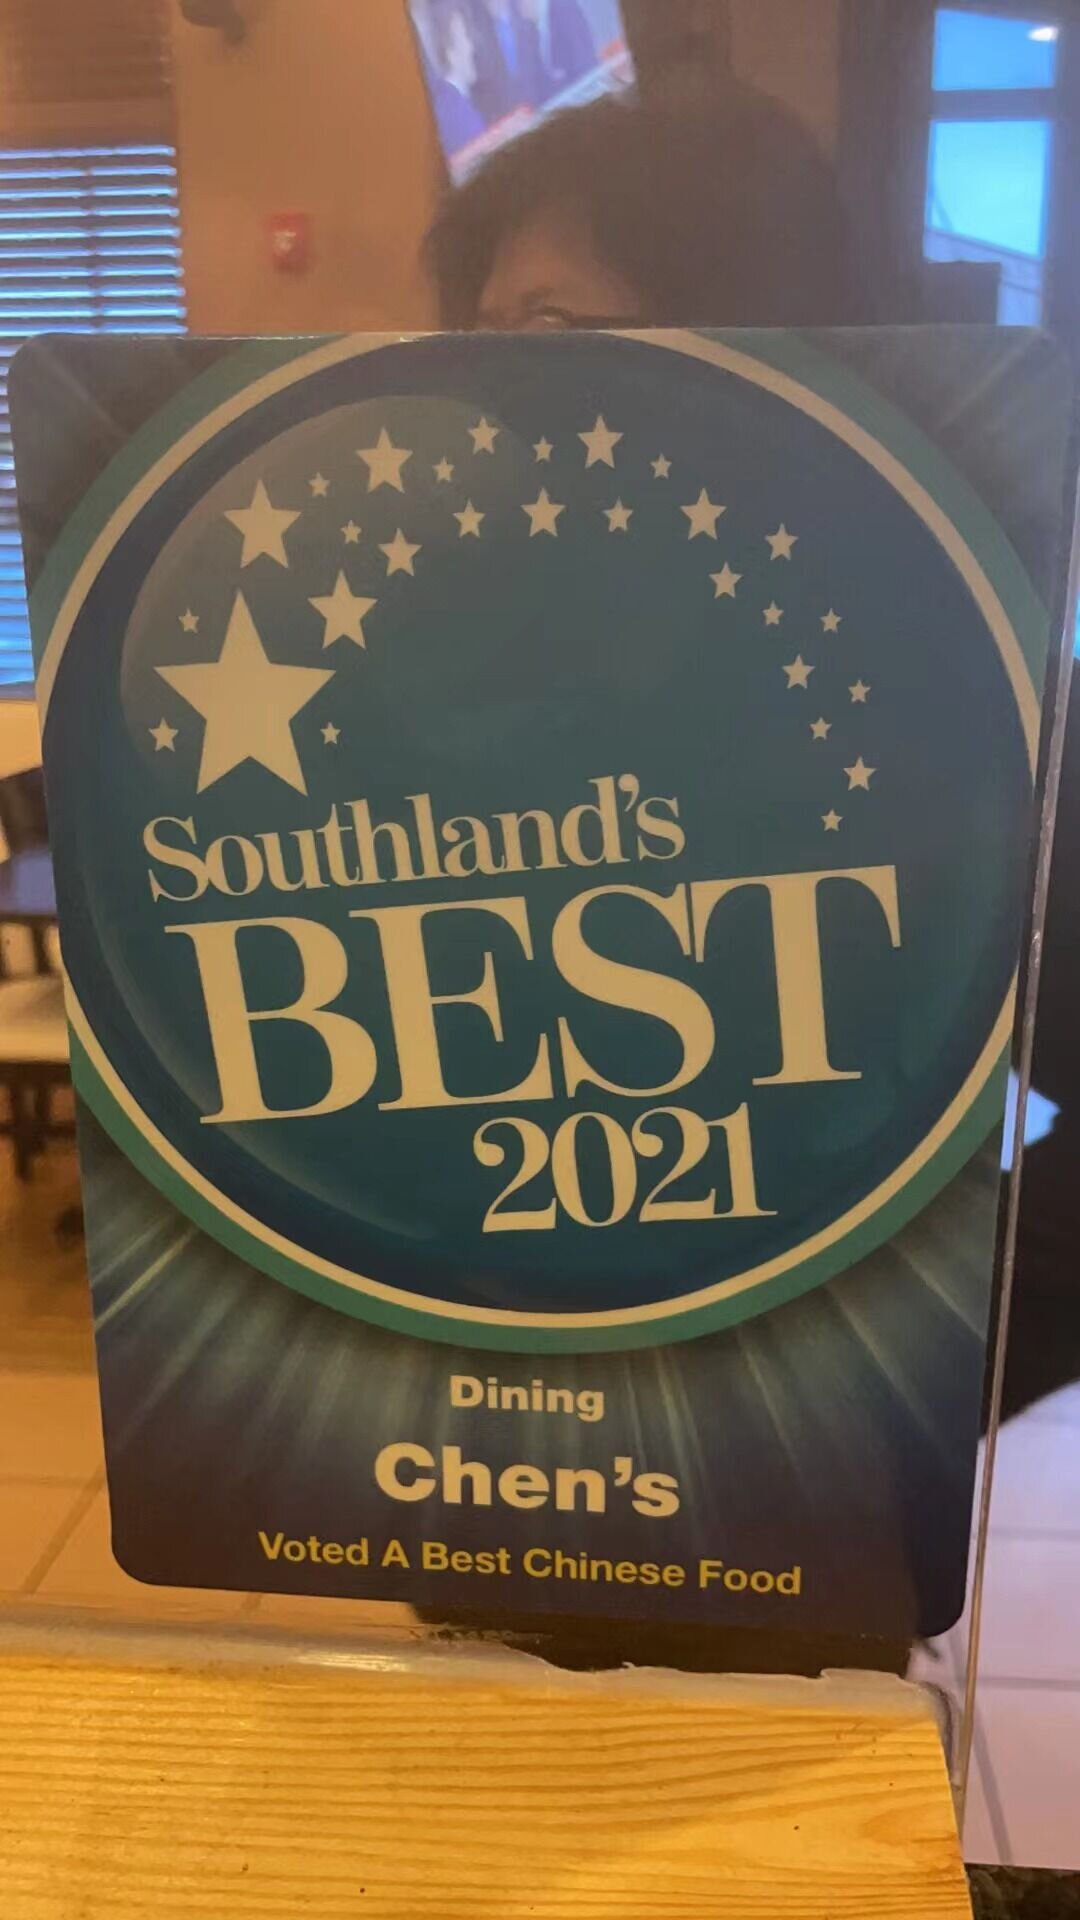 Southland's
BEST
2021
Dining
Chen's
Voted A Best Chinese Food